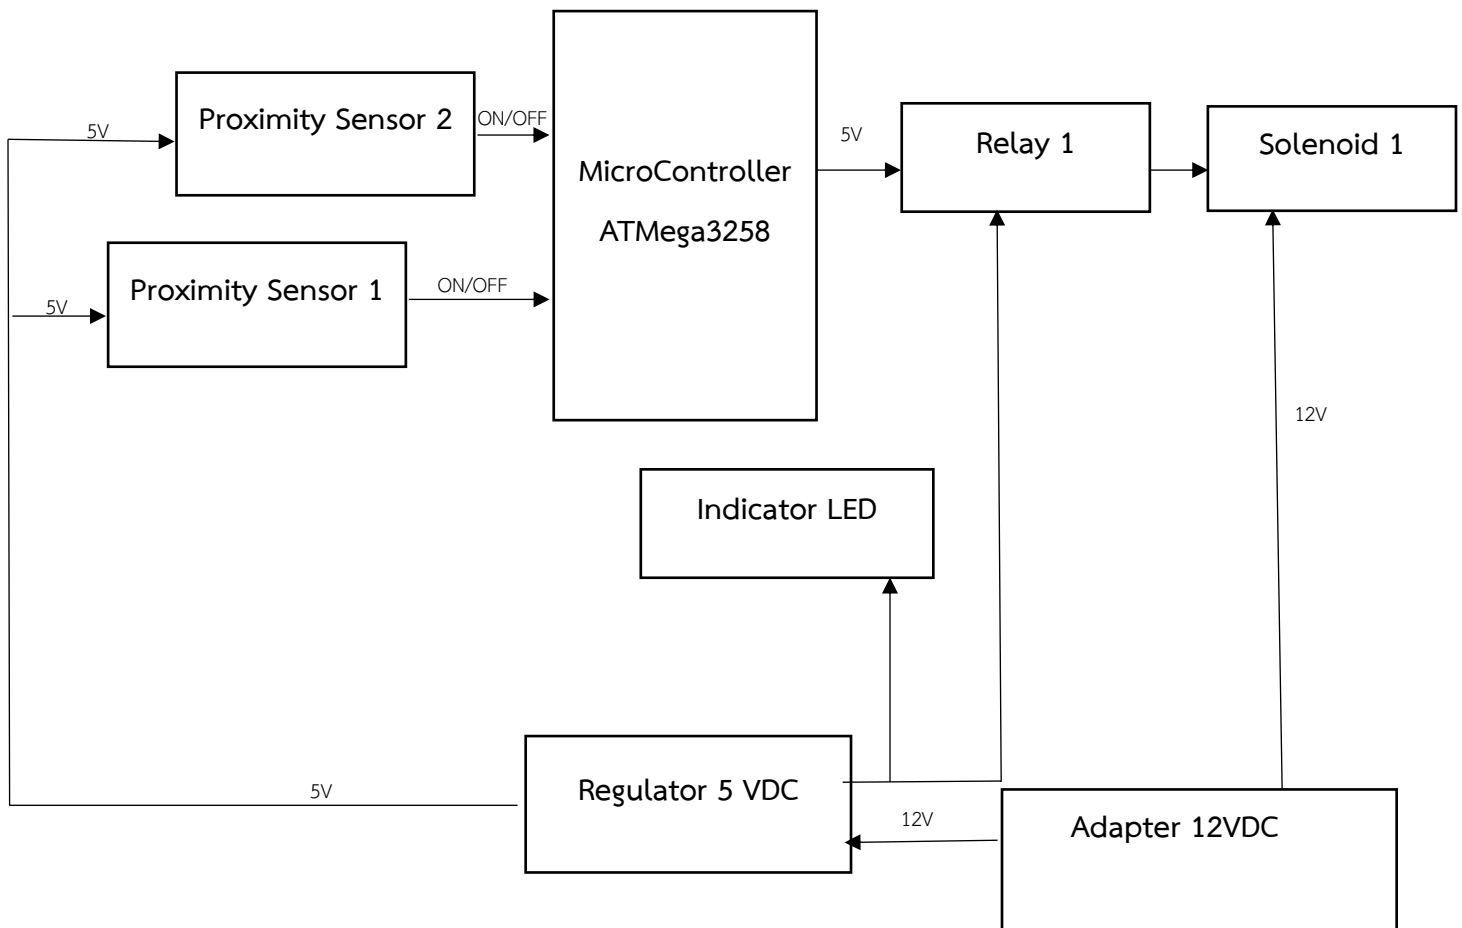 Proximity Sensor 2
ON/OFF
5V
MicroController
ATMega3258
5V
Relay 1
Solenoid 1
Proximity Sensor 1
ON/OFF
5V
12V
Indicator LED
5V
Regulator 5 VDC
12V
Adapter 12VDC